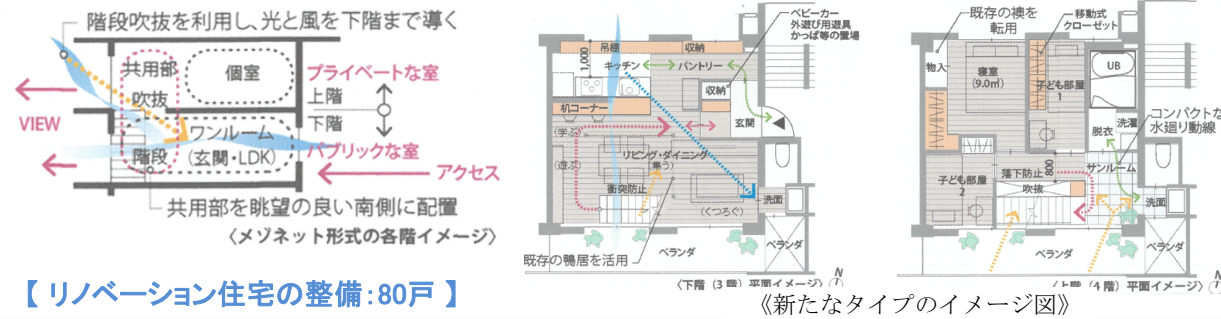 階段吹抜を利用し、光と風を下階まで導く
共用部
吹抜
個室
プライベートな室
上階
下階
VIEW
ワンルーム
(玄関・LDK)
階段
パブリックな室
アクセス
共用部を眺望の良い南側に配置
〈メゾネット形式の各階イメージ〉
【 リノベーション住宅の整備:80戸 】
ベビーカー
外遊び用遊具
かっぱ等の置場
吊棚
収納
1,000
キッチン
パントリー
収納
机コーナー
玄関
(学ぶ)
(遊ぶ)
リビング・ダイニング
(集う)
衝突防止
(くつろぐ)
洗面
ベランダ
ベランダ
既存の鴨居を活用
N
〈下階(3階)平面イメージ〉
既存の襖を
転用
移動式
クローゼット
物入
寝室
(9.0㎡)
子ども部屋
1
UB
洗濯
脱衣
コンパクトな
水廻り動線
800
落下防止
サンルーム
子ども部屋
2
吹抜
洗面
ベランダ
ベランダ
N
〈上階(4階)平面イメージ〉
《新たなタイプのイメージ図》